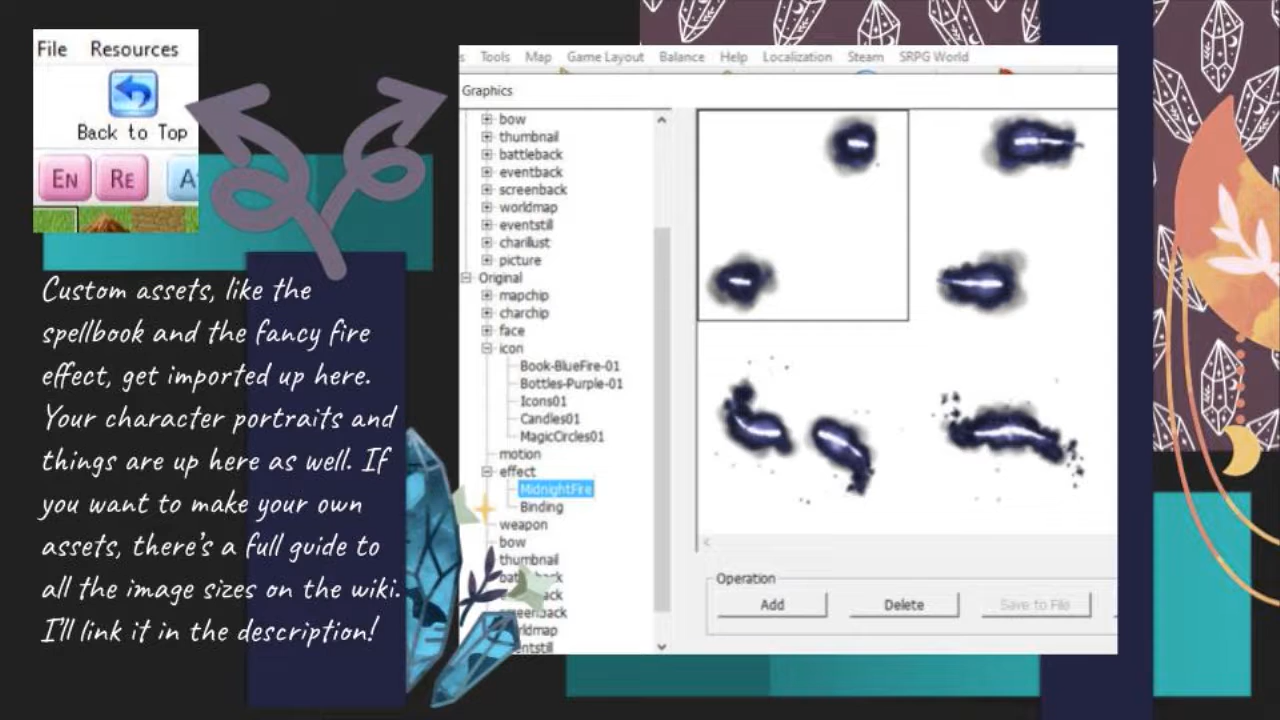 File Resources
Back to Top
EN RE A
Custom assets, like the
spellbook and the fancy fire
effect, get imported up here.
Your character portraits and
things are up here as well. If
you want to make your own
assets, there's a full guide to
all the image sizes on the wiki.
I'll link it in the description!
s Tools Map Game Layout Balance Help Localization Steam SRPG World
Graphics
bow
thumbnail
battleback
eventback
screenback
worldmap
eventstill
charillust
picture
Original
mapchip
charchip
face
icon
Book-BlueFire-01
Bottles-Purple-01
Icons01
Candles01
MagicCircles01
motion
effect
MidnightFire
Binding
weapon
bow
thumbnail
Operation
Add Delete Save to File